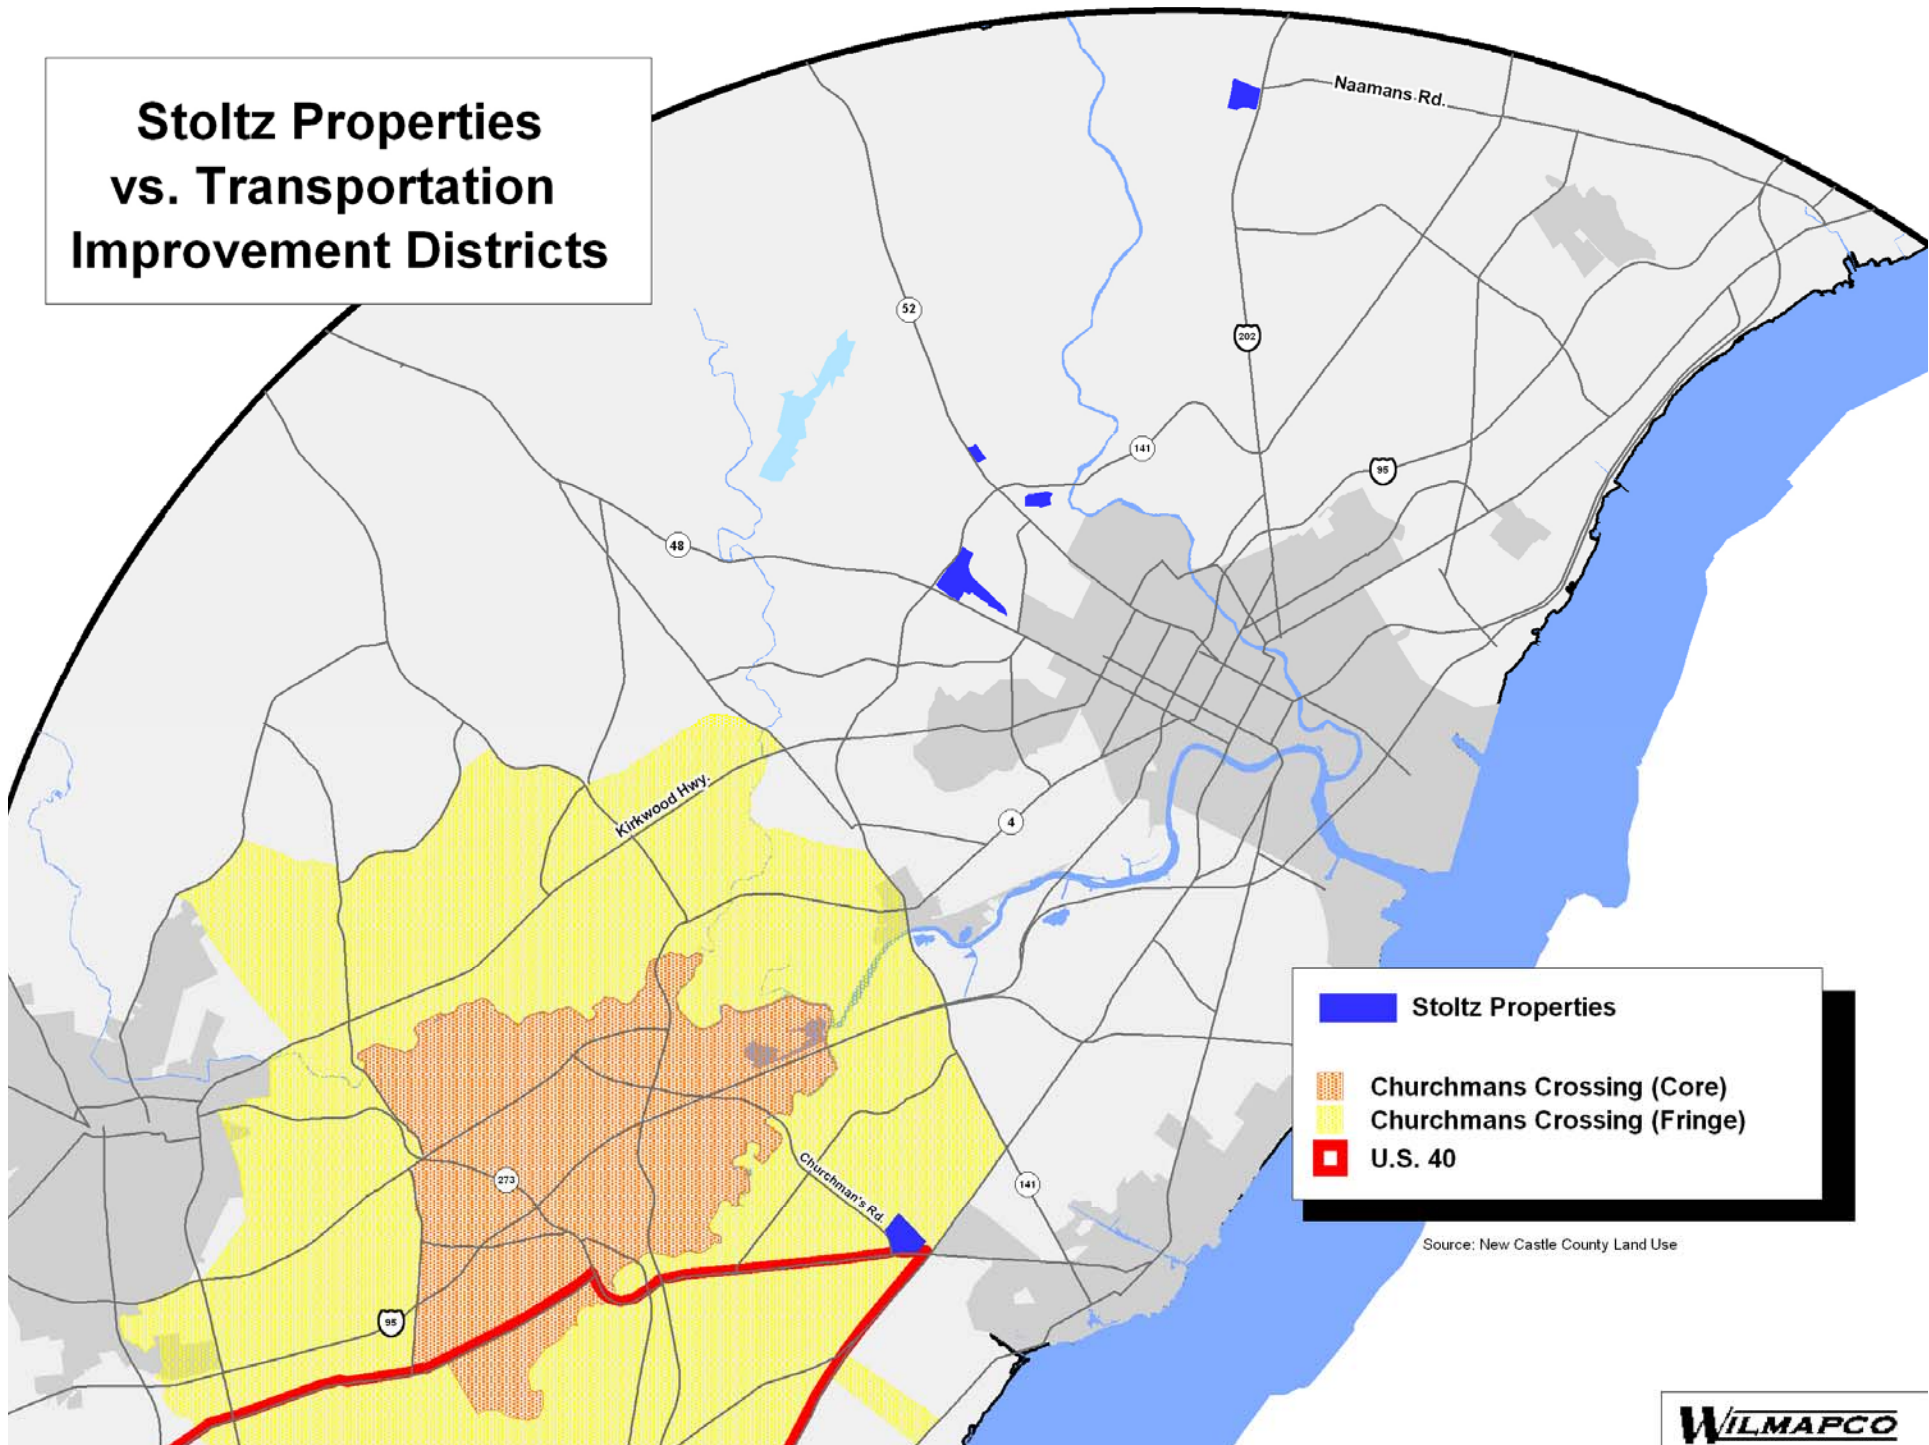 Stoltz Properties
vs. Transportation
Improvement Districts
Naamans Rd.
52
202
141
95
48
Kirkwood Hwy.
4
Stoltz Properties
Churchmans Crossing (Core)
Churchmans Crossing (Fringe)
U.S. 40
273
Churchman's Rd.
141
Source: New Castle County Land Use
95
WILMAPCO